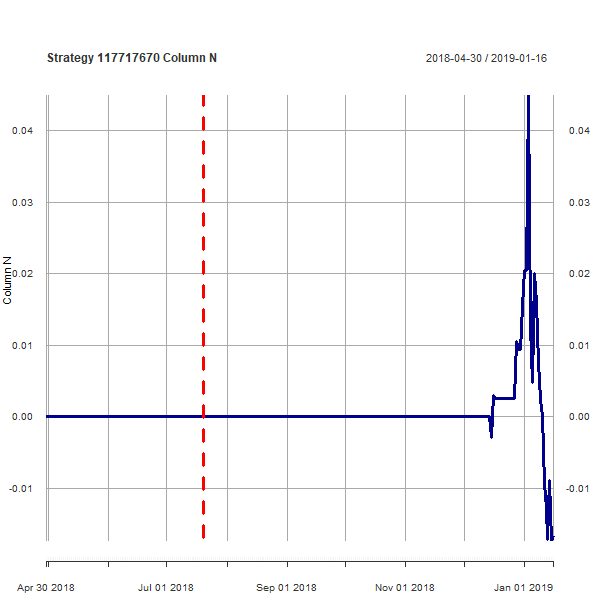 Strategy 117717670 Column N
2018-04-30 / 2019-01-16
0.04
0.04
0.03
0.03
0.02
0.02
Column N
0.01
0.01
0.00
0.00
-0.01
-0.01
Apr 30 2018
Jul 01 2018
Sep 01 2018
Nov 01 2018
Jan 01 2019